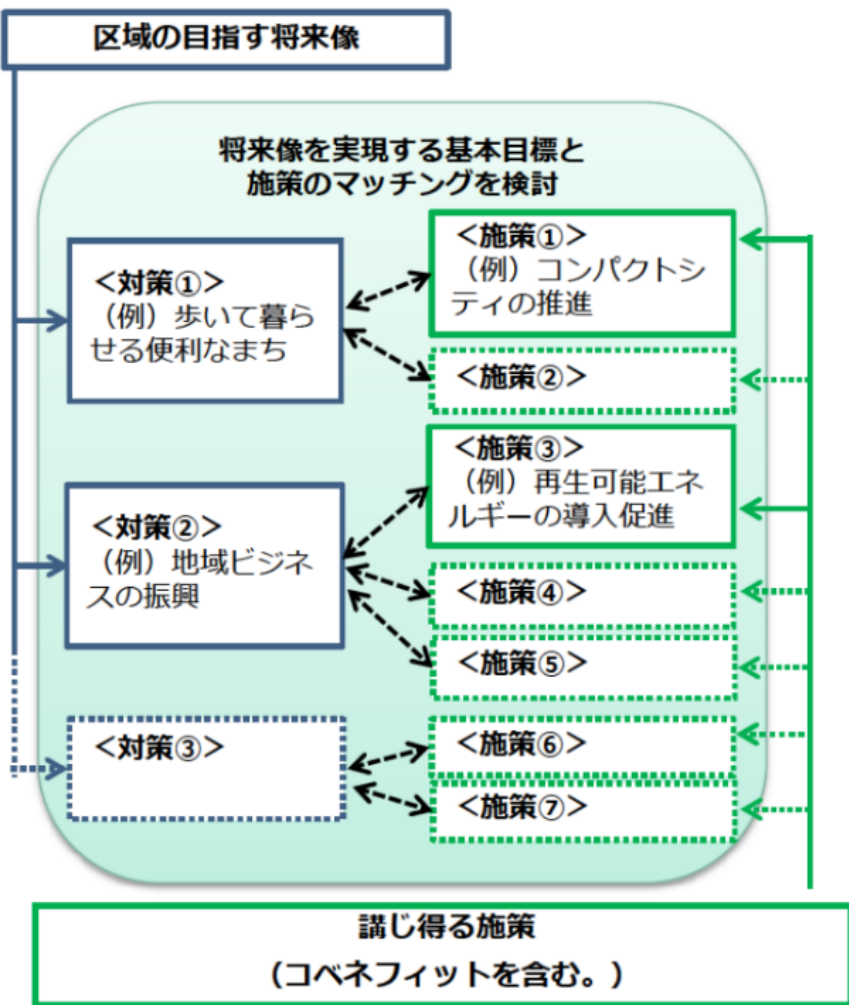 区域の目指す将来像
将来像を実現する基本目標と
施策のマッチングを検討
＜対策①＞
（例）歩いて暮ら
せる便利なまち
＜施策①＞
（例）コンパクトシ
ティの推進
＜施策②＞
＜対策②＞
（例）地域ビジネ
スの振興
＜施策③＞
（例）再生可能エネ
ルギーの導入促進
＜施策④＞
＜施策⑤＞
＜対策③＞
＜施策⑥＞
＜施策⑦＞
講じ得る施策
（コベネフィットを含む。）